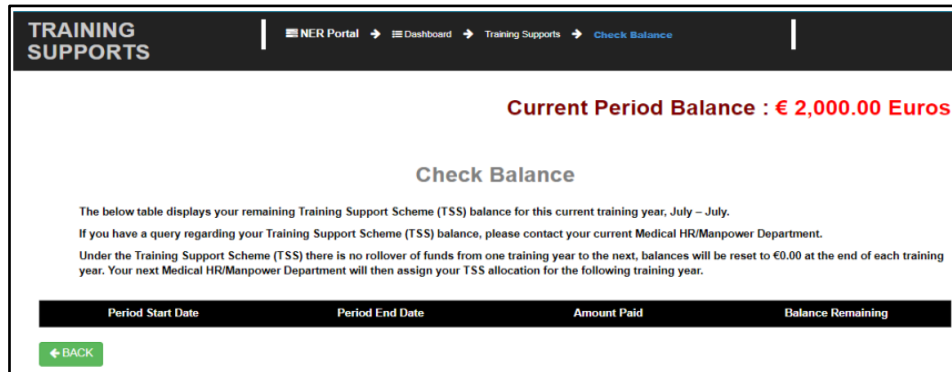 TRAINING
SUPPORTS
NER Portal → Dashboard → Training Supports → Check Balance
Current Period Balance : € 2,000.00 Euros
Check Balance
The below table displays your remaining Training Support Scheme (TSS) balance for this current training year, July – July.
If you have a query regarding your Training Support Scheme (TSS) balance, please contact your current Medical HR/Manpower Department.
Under the Training Support Scheme (TSS) there is no rollover of funds from one training year to the next, balances will be reset to €0.00 at the end of each training
year. Your next Medical HR/Manpower Department will then assign your TSS allocation for the following training year.
Period Start Date Period End Date Amount Paid Balance Remaining
BACK